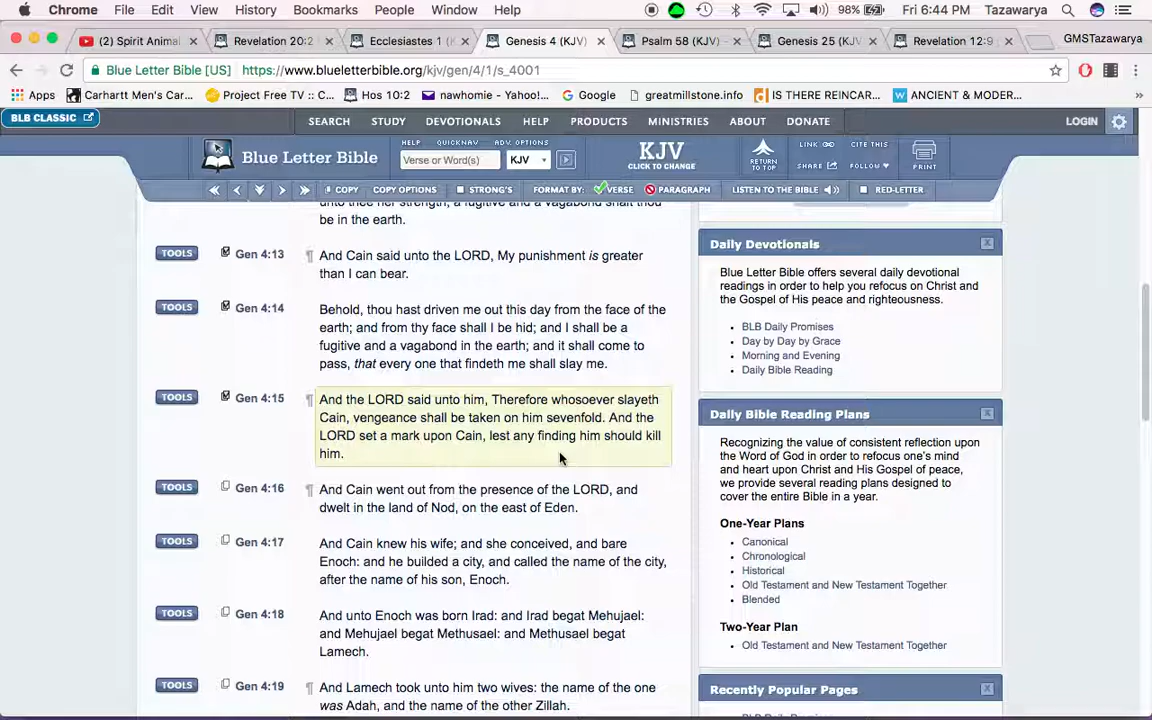 Chrome File Edit View History Bookmarks People Window Help 98% Fri 6:44 PM Tazawarya
(2) Spirit Animal Revelation 20:2 Ecclesiastes 1 (KJV) Genesis 4 (KJV) Psalm 58 (KJV) Genesis 25 (KJV) Revelation 12:9 GMSTazawarya
Blue Letter Bible [US] https://www.blueletterbible.org/kjv/gen/4/1/s_4001
Apps Carhartt Men's Car... Project Free TV :: C... Hos 10:2 nawhomie - Yahoo!... Google greatmillstone.info IS THERE REINCAR... ANCIENT & MODER... »
BLB CLASSIC
SEARCH STUDY DEVOTIONALS HELP PRODUCTS MINISTRIES ABOUT DONATE LOGIN
Blue Letter Bible
HELP QUICKNAV ADV. OPTIONS
Verse or Word(s) KJV
KJV
CLICK TO CHANGE
RETURN
TO TOP
LINK CITE THIS
SHARE FOLLOW
PRINT
COPY COPY OPTIONS STRONG'S FORMAT BY: VERSE PARAGRAPH LISTEN TO THE BIBLE RED-LETTER
unto thee her strength; a fugitive and a vagabond shalt thou
be in the earth.
TOOLS Gen 4:13 ¶ And Cain said unto the LORD, My punishment is greater
than I can bear.
TOOLS Gen 4:14 Behold, thou hast driven me out this day from the face of the
earth; and from thy face shall I be hid; and I shall be a
fugitive and a vagabond in the earth; and it shall come to
pass, that every one that findeth me shall slay me.
TOOLS Gen 4:15 ¶ And the LORD said unto him, Therefore whosoever slayeth
Cain, vengeance shall be taken on him sevenfold. And the
LORD set a mark upon Cain, lest any finding him should kill
him.
TOOLS Gen 4:16 ¶ And Cain went out from the presence of the LORD, and
dwelt in the land of Nod, on the east of Eden.
TOOLS Gen 4:17 And Cain knew his wife; and she conceived, and bare
Enoch: and he builded a city, and called the name of the city,
after the name of his son, Enoch.
TOOLS Gen 4:18 And unto Enoch was born Irad: and Irad begat Mehujael:
and Mehujael begat Methusael: and Methusael begat
Lamech.
TOOLS Gen 4:19 ¶ And Lamech took unto him two wives: the name of the one
was Adah, and the name of the other Zillah.
Daily Devotionals X
Blue Letter Bible offers several daily devotional
readings in order to help you refocus on Christ and
the Gospel of His peace and righteousness.
• BLB Daily Promises
• Day by Day by Grace
• Morning and Evening
• Daily Bible Reading
Daily Bible Reading Plans X
Recognizing the value of consistent reflection upon
the Word of God in order to refocus one's mind
and heart upon Christ and His Gospel of peace,
we provide several reading plans designed to
cover the entire Bible in a year.
One-Year Plans
• Canonical
• Chronological
• Historical
• Old Testament and New Testament Together
• Blended
Two-Year Plan
• Old Testament and New Testament Together
Recently Popular Pages X